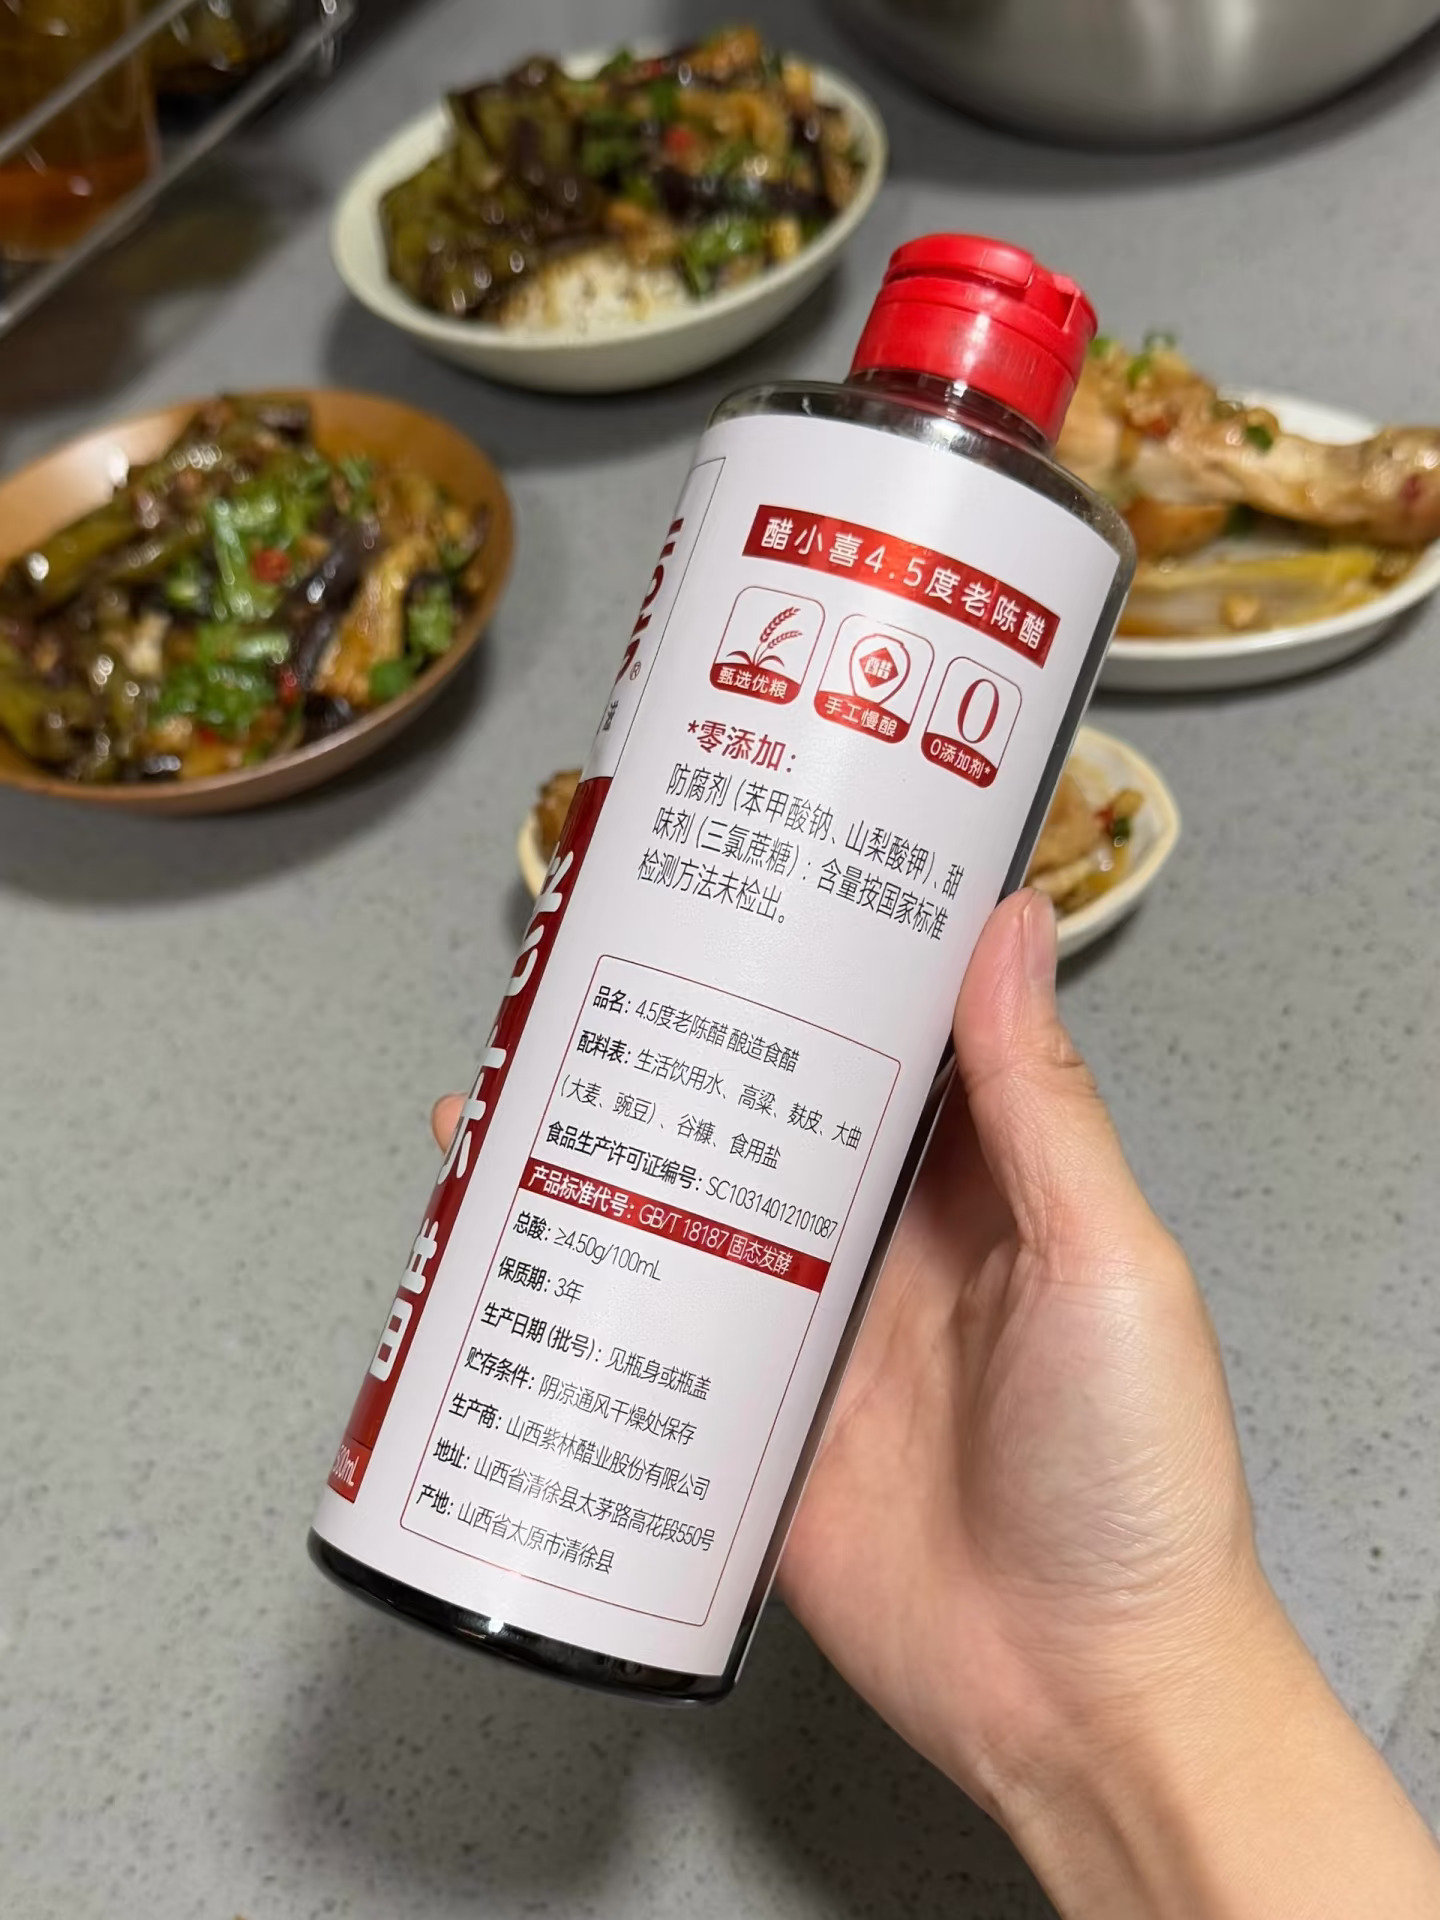 醋小喜4.5度老陈醋
甄选优粮
醋
手工慢酿
0
0添加剂*
*零添加：
防腐剂（苯甲酸钠、山梨酸钾）、甜
味剂（三氯蔗糖）：含量按国家标准
检测方法未检出。
品名：4.5度老陈醋 酿造食醋
配料表：生活饮用水、高粱、麸皮、大曲
（大麦、豌豆）、谷糠、食用盐
食品生产许可证编号：SC10314012101087
产品标准代号：GB/T 18187 固态发酵
总酸：≥4.50g/100mL
保质期：3年
生产日期（批号）：见瓶身或瓶盖
贮存条件：阴凉通风干燥处保存
生产商：山西紫林醋业股份有限公司
地址：山西省清徐县太茅路高花段550号
产地：山西省太原市清徐县